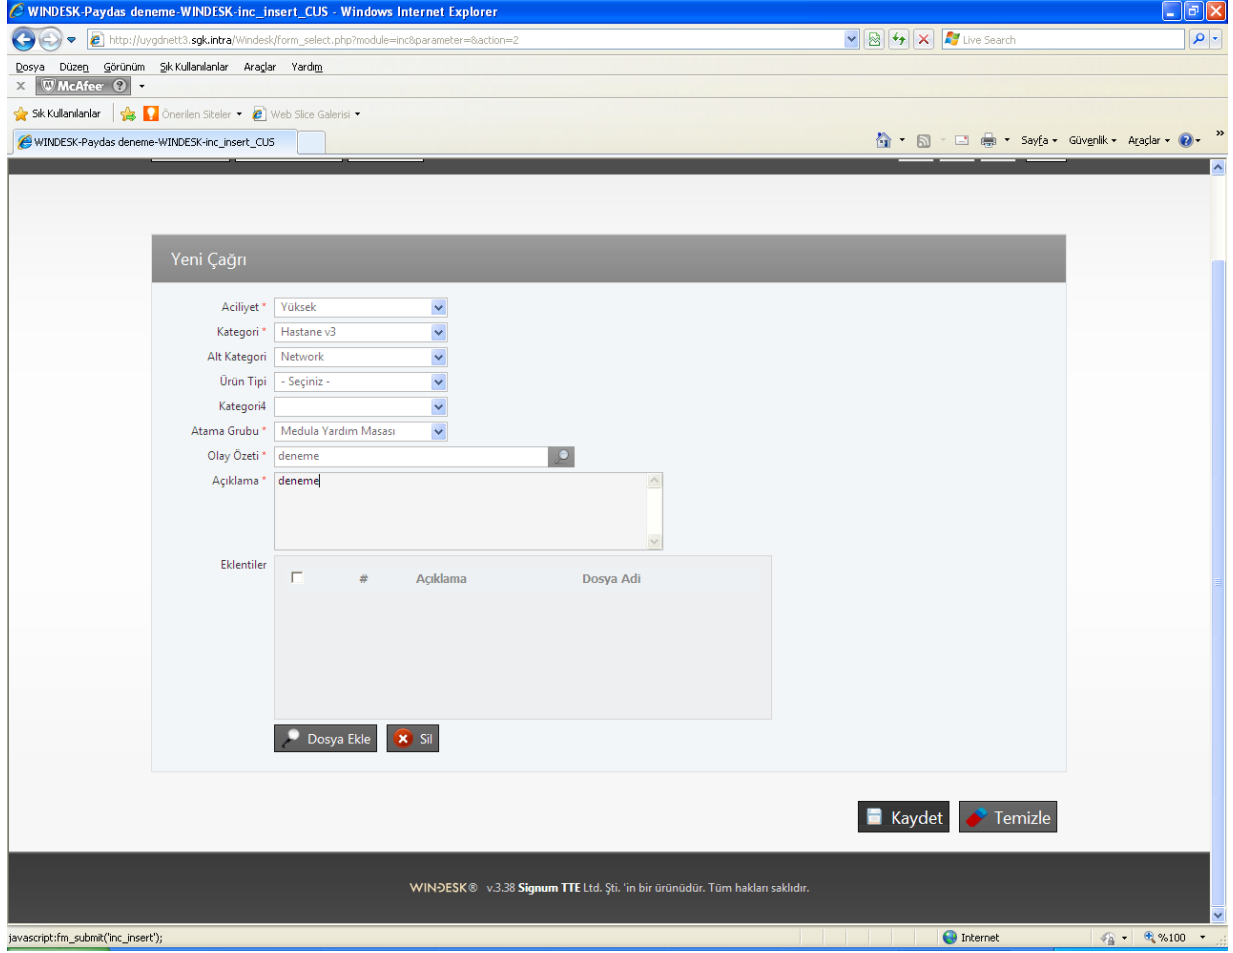 WINDESK-Paydas deneme-WINDESK-inc_insert_CUS - Windows Internet Explorer
http://uygdnett3.sgk.intra/Windesk/form_select.php?module=inc&parameter=&action=2
Live Search
Dosya Düzen Görünüm Sık Kullanılanlar Araçlar Yardım
x McAfee
Sık Kullanılanlar Önerilen Siteler Web Slice Galerisi
WINDESK-Paydas deneme-WINDESK-inc_insert_CUS
Sayfa Güvenlik Araçlar »
Yeni Çağrı
Aciliyet * Yüksek
Kategori * Hastane v3
Alt Kategori Network
Ürün Tipi - Seçiniz -
Kategori4
Atama Grubu * Medula Yardım Masası
Olay Özeti * deneme
Açıklama * deneme
Eklentiler
# Açıklama Dosya Adi
Dosya Ekle Sil
Kaydet Temizle
WINDESK® v.3.38 Signum TTE Ltd. Şti. 'in bir ürünüdür. Tüm hakları saklıdır.
javascript:fm_submit('inc_insert');
Internet
%100